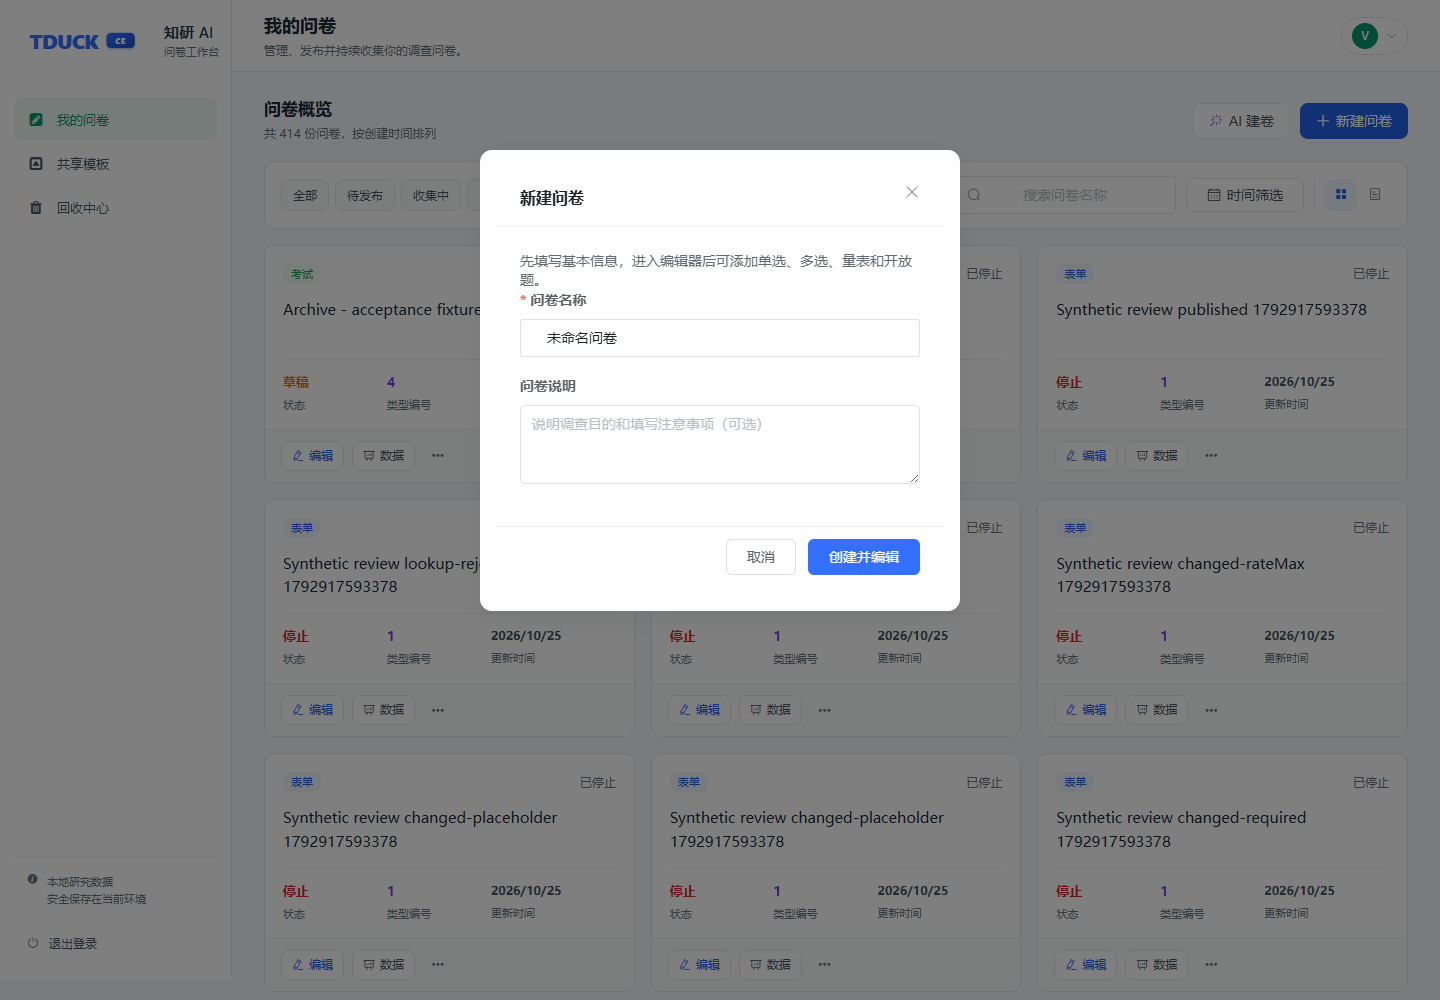 TDUCK CE
知研 AI
问卷工作台
我的问卷
共享模板
回收中心
本地研究数据
安全保存在当前环境
退出登录
我的问卷
管理、发布并持续收集你的调查问卷。
V
问卷概览
共 414 份问卷，按创建时间排列
AI 建卷
新建问卷
全部
待发布
收集中
搜索问卷名称
时间筛选
考试
Archive - acceptance fixture
草稿
状态
4
类型编号
编辑
数据
已停止
表单
已停止
Synthetic review published 1792917593378
停止
状态
1
类型编号
2026/10/25
更新时间
编辑
数据
新建问卷
先填写基本信息，进入编辑器后可添加单选、多选、量表和开放
题。
* 问卷名称
未命名问卷
问卷说明
说明调查目的和填写注意事项（可选）
取消
创建并编辑
表单
Synthetic review lookup-reje
1792917593378
停止
状态
1
类型编号
2026/10/25
更新时间
编辑
数据
已停止
停止
状态
1
类型编号
2026/10/25
更新时间
编辑
数据
表单
已停止
Synthetic review changed-rateMax
1792917593378
停止
状态
1
类型编号
2026/10/25
更新时间
编辑
数据
表单
已停止
Synthetic review changed-placeholder
1792917593378
停止
状态
1
类型编号
2026/10/25
更新时间
编辑
数据
表单
已停止
Synthetic review changed-placeholder
1792917593378
停止
状态
1
类型编号
2026/10/25
更新时间
编辑
数据
表单
已停止
Synthetic review changed-required
1792917593378
停止
状态
1
类型编号
2026/10/25
更新时间
编辑
数据